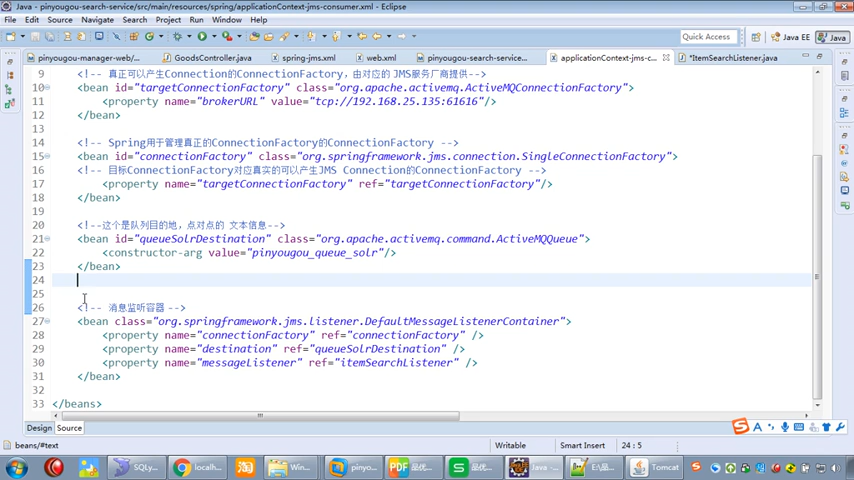 Java - pinyougou-search-service/src/main/resources/spring/applicationContext-jms-consumer.xml - Eclipse
File Edit Source Navigate Search Project Run Window Help
Quick Access Java EE Java
pinyougou-manager-web/... GoodsController.java spring-jms.xml web.xml pinyougou-search-service... applicationContext-jms-c... *ItemSearchListener.java
9 <!-- 真正可以产生Connection的ConnectionFactory，由对应的 JMS服务厂商提供-->
10 <bean id="targetConnectionFactory" class="org.apache.activemq.ActiveMQConnectionFactory">
11 <property name="brokerURL" value="tcp://192.168.25.135:61616"/>
12 </bean>
13
14 <!-- Spring用于管理真正的ConnectionFactory的ConnectionFactory -->
15 <bean id="connectionFactory" class="org.springframework.jms.connection.SingleConnectionFactory">
16 <!-- 目标ConnectionFactory对应真实的可以产生JMS Connection的ConnectionFactory -->
17 <property name="targetConnectionFactory" ref="targetConnectionFactory"/>
18 </bean>
19
20 <!--这个是队列目的地，点对点的 文本信息-->
21 <bean id="queueSolrDestination" class="org.apache.activemq.command.ActiveMQQueue">
22 <constructor-arg value="pinyougou_queue_solr"/>
23 </bean>
24
25
26 <!-- 消息监听容器 -->
27 <bean class="org.springframework.jms.listener.DefaultMessageListenerContainer">
28 <property name="connectionFactory" ref="connectionFactory" />
29 <property name="destination" ref="queueSolrDestination" />
30 <property name="messageListener" ref="itemSearchListener" />
31 </bean>
32
33 </beans>
Design Source
beans/#text Writable Smart Insert 24 : 5
SQLy... localh... Win... pinyo... 品优... 品优... Java -... E:\品... Tomcat